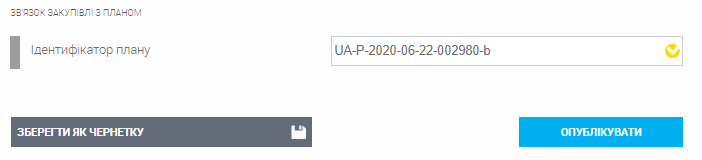 ЗВ'ЯЗОК ЗАКУПІВЛІ З ПЛАНОМ
Ідентифікатор плану
UA-P-2020-06-22-002980-b
ЗБЕРЕГТИ ЯК ЧЕРНЕТКУ
ОПУБЛІКУВАТИ